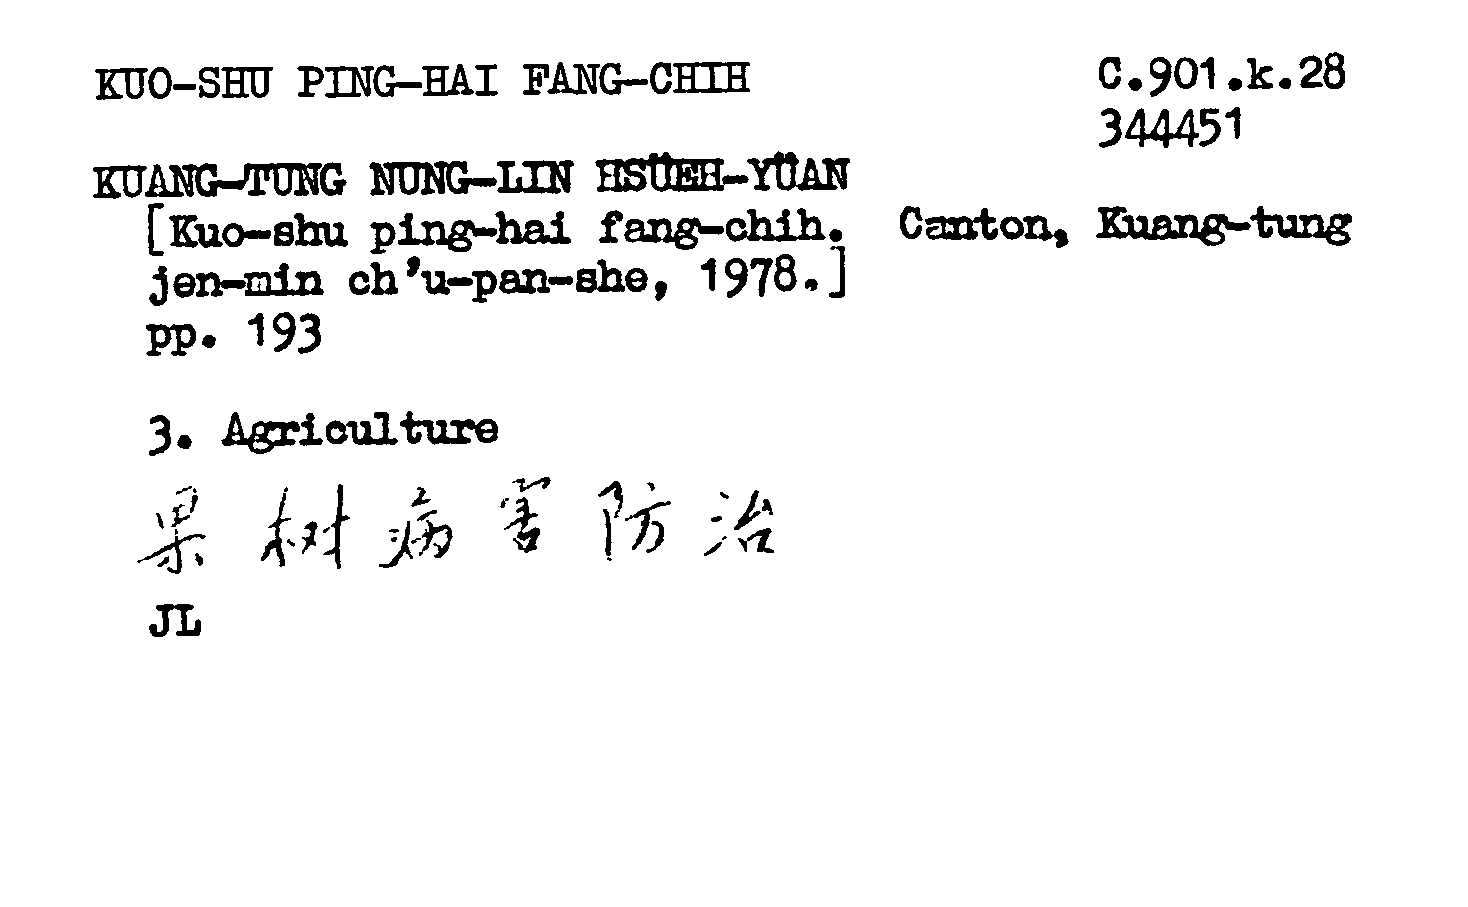 KUO-SHU PING-HAI FANG-CHIH C.901.k.28
344451
KUANG-TUNG NUNG-LIN HSÜEH-YÜAN
[Kuo-shu ping-hai fang-chih. Canton, Kuang-tung
jen-min ch'u-pan-she, 1978.]
pp. 193
3. Agriculture
果树病害防治
JL